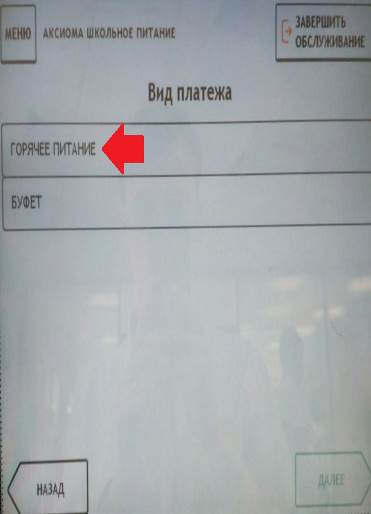 МЕНЮ
АКСИОМА ШКОЛЬНОЕ ПИТАНИЕ
ЗАВЕРШИТЬ
ОБСЛУЖИВАНИЕ
Вид платежа
ГОРЯЧЕЕ ПИТАНИЕ
БУФЕТ
НАЗАД
ДАЛЕЕ